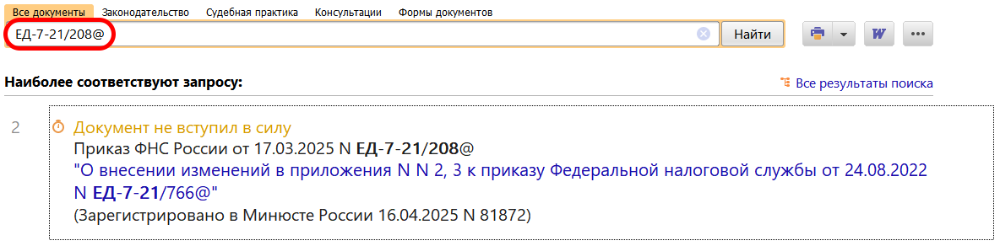 Все документы Законодательство Судебная практика Консультации Формы документов
ЕД-7-21/208@ Найти W
Наиболее соответствуют запросу: Все результаты поиска
2 Документ не вступил в силу
Приказ ФНС России от 17.03.2025 N ЕД-7-21/208@
"О внесении изменений в приложения N N 2, 3 к приказу Федеральной налоговой службы от 24.08.2022
N ЕД-7-21/766@"
(Зарегистрировано в Минюсте России 16.04.2025 N 81872)